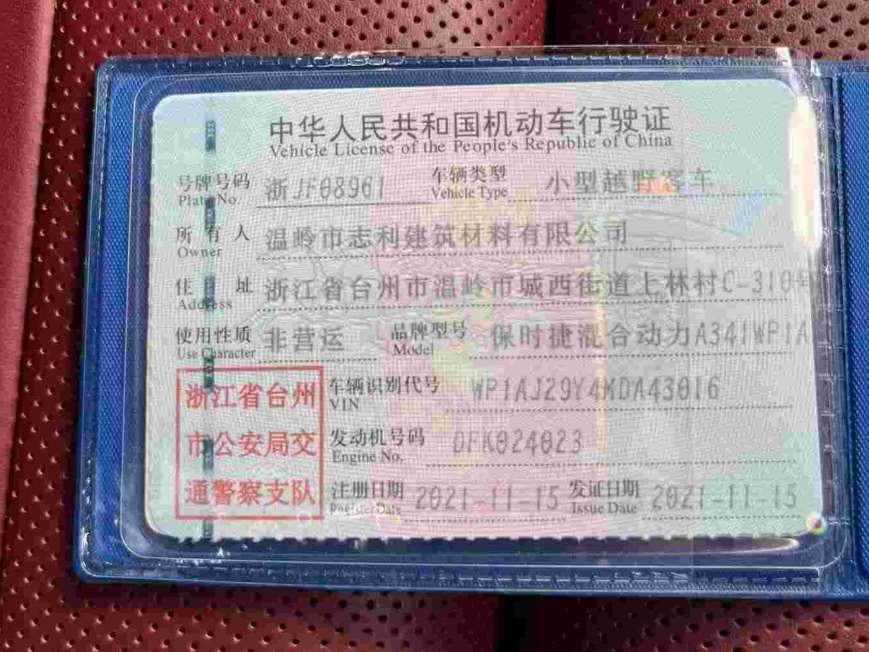 中华人民共和国机动车行驶证
Vehicle License of the People's Republic of China
号牌号码 浙JF08961 车辆类型 小型越野客车
Plate No. Vehicle Type
所有人 温岭市志利建筑材料有限公司
Owner
住址 浙江省台州市温岭市城西街道上林村C-310号
Address
使用性质 非营运 品牌型号 保时捷混合动力A341WP1A
Use Character Model
浙江省台州 车辆识别代号 WP1AJ29Y4MDA43016
VIN
市公安局交 发动机号码 DFK024023
Engine No.
通警察支队 注册日期 2021-11-15 发证日期 2021-11-15
Register Date Issue Date